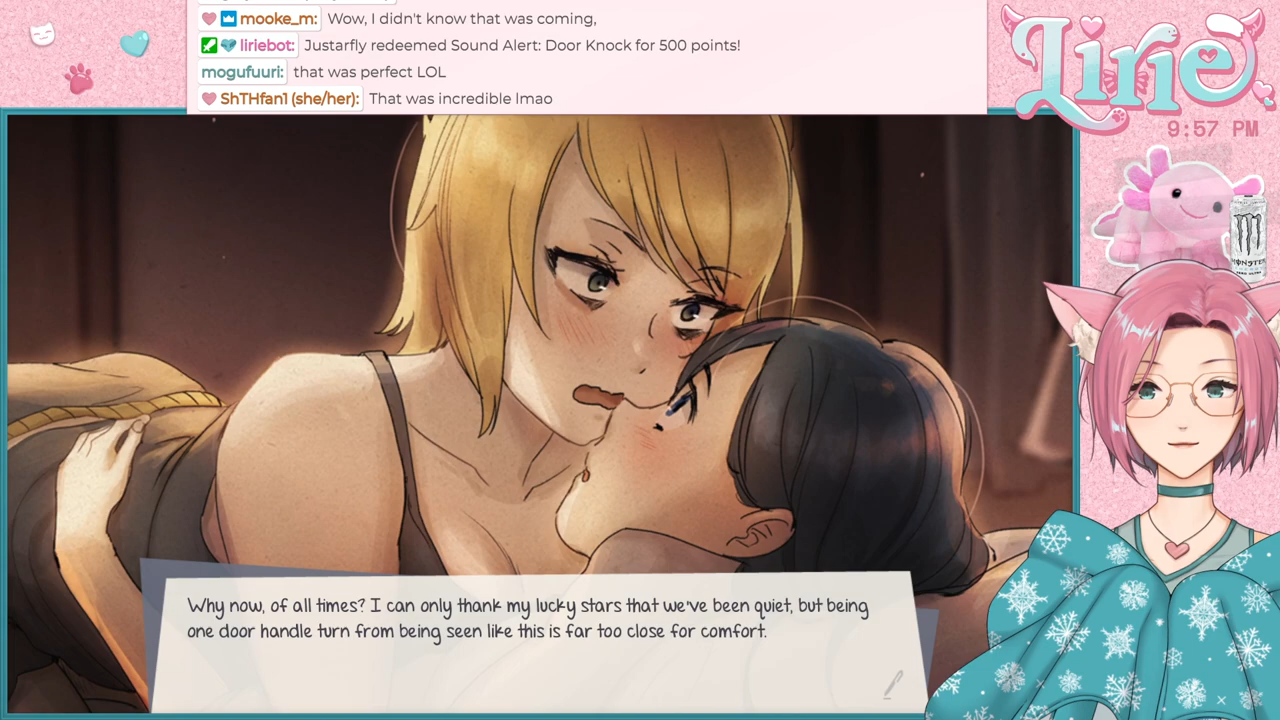 mooke_m: Wow, I didn't know that was coming,
Lirie
liriebot: Justarfly redeemed Sound Alert: Door Knock for 500 points!
mogufuuri: that was perfect LOL
ShTHfan1 (she/her): That was incredible lmao
9:57 PM
MONSTER
Why now, of all times? I can only thank my lucky stars that we've been quiet, but being
one door handle turn from being seen like this is far too close for comfort.